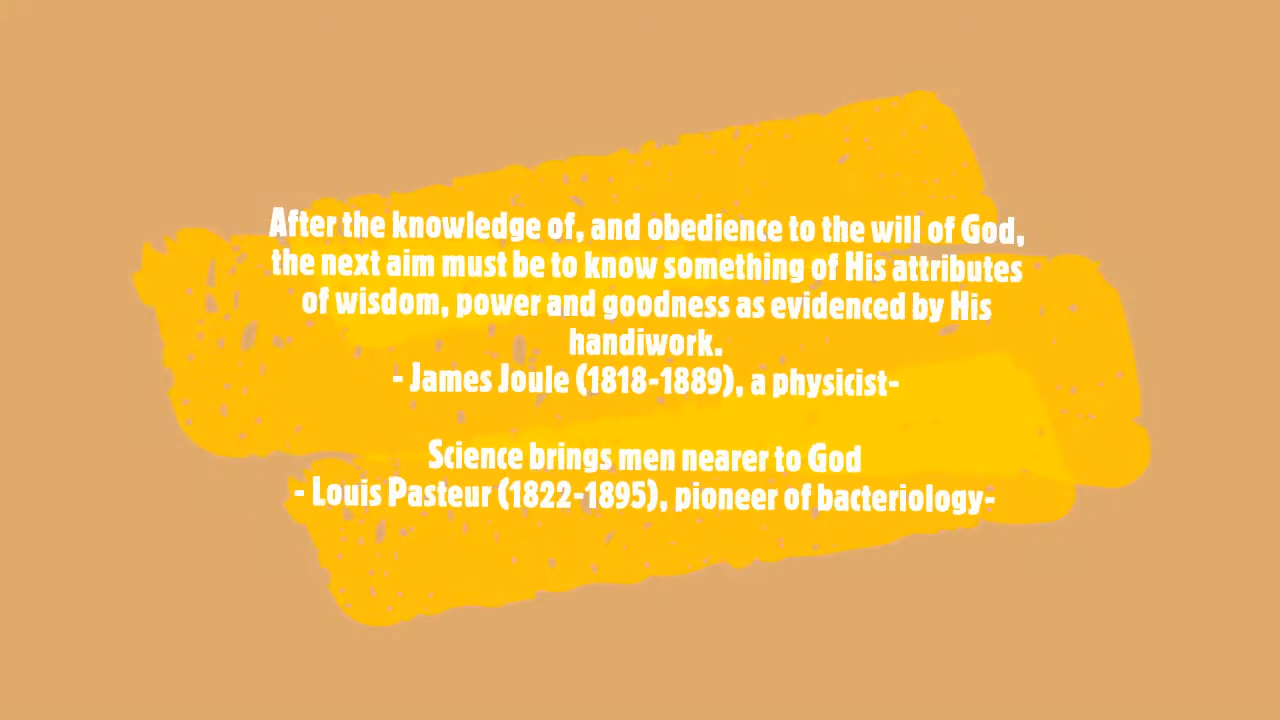 After the knowledge of, and obedience to the will of God,
the next aim must be to know something of His attributes
of wisdom, power and goodness as evidenced by His
handiwork.
- James Joule (1818-1889), a physicist-
Science brings men nearer to God
- Louis Pasteur (1822-1895), pioneer of bacteriology-